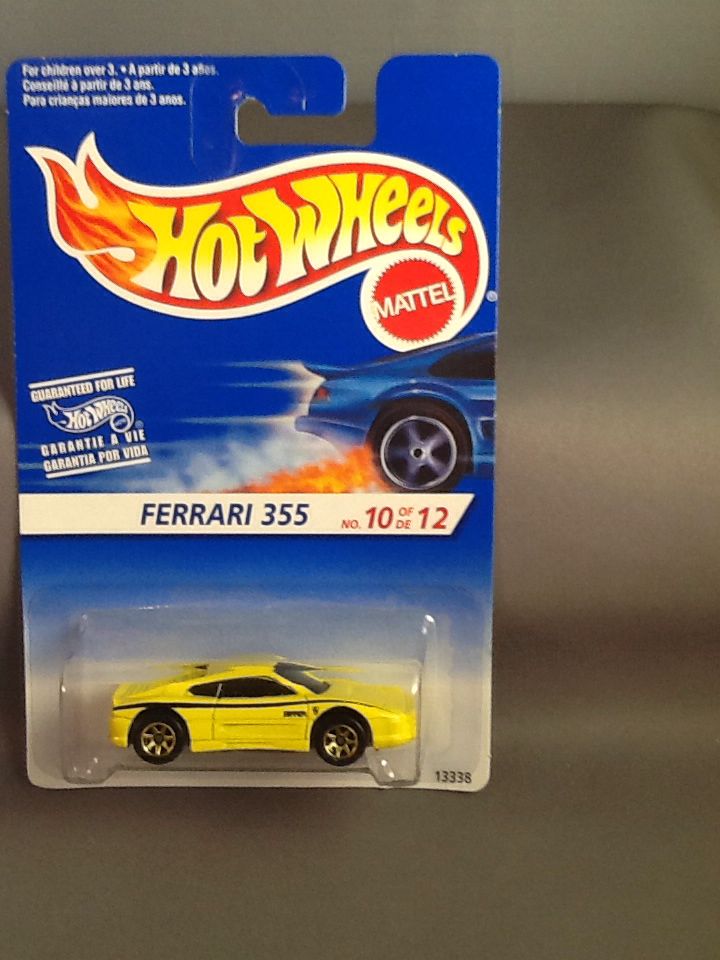 For children over 3. • A partir de 3 años.
Conseillé à partir de 3 ans.
Para crianças maiores de 3 anos.
HOT WHEELS
MATTEL
®
GUARANTEED FOR LIFE
HOT WHEELS
GARANTIE A VIE
GARANTIA POR VIDA
FERRARI 355
NO. 10 OF DE 12
13338